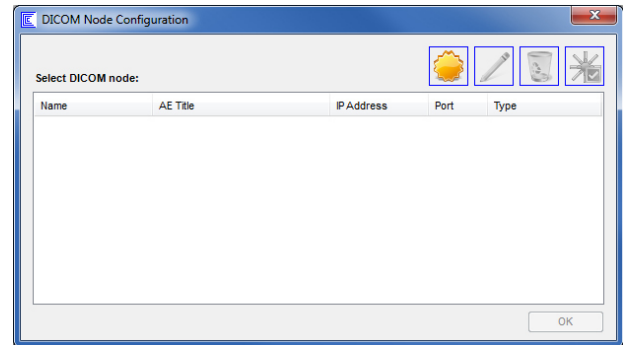 DICOM Node Configuration
Select DICOM node:
Name AE Title IP Address Port Type
OK